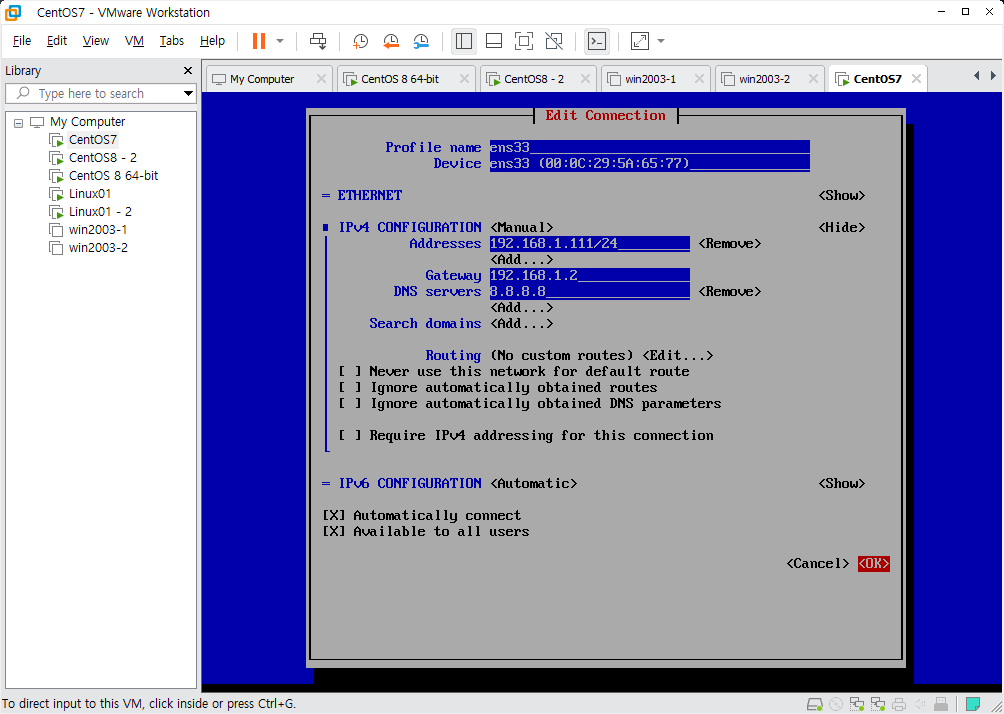 CentOS7 - VMware Workstation
File Edit View VM Tabs Help
Library
Type here to search
My Computer
CentOS7
CentOS8 - 2
CentOS 8 64-bit
Linux01
Linux01 - 2
win2003-1
win2003-2
My Computer CentOS 8 64-bit CentOS8 - 2 win2003-1 win2003-2 CentOS7
Edit Connection
Profile name ens33
Device ens33 (00:0C:29:5A:65:77)
= ETHERNET <Show>
IPv4 CONFIGURATION <Manual> <Hide>
Addresses 192.168.1.111/24 <Remove>
<Add...>
Gateway 192.168.1.2
DNS servers 8.8.8.8 <Remove>
<Add...>
Search domains <Add...>
Routing (No custom routes) <Edit...>
[ ] Never use this network for default route
[ ] Ignore automatically obtained routes
[ ] Ignore automatically obtained DNS parameters
[ ] Require IPv4 addressing for this connection
= IPv6 CONFIGURATION <Automatic> <Show>
[X] Automatically connect
[X] Available to all users
<Cancel> <OK>
To direct input to this VM, click inside or press Ctrl+G.